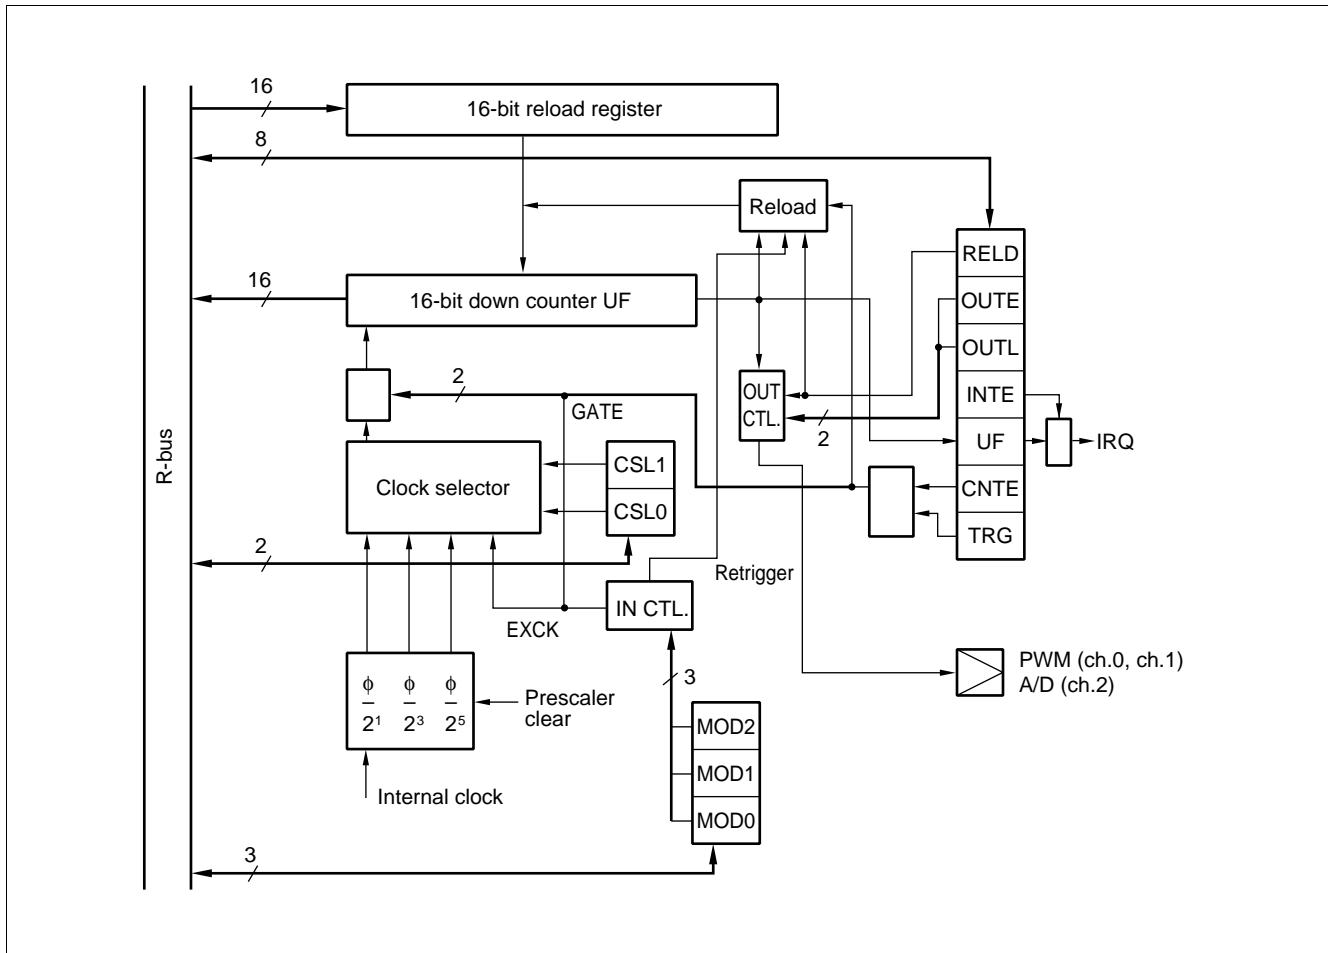 16
16-bit reload register
8
Reload
RELD
16
16-bit down counter UF
OUTE
OUTL
2
OUT
CTL.
INTE
GATE
2
UF
IRQ
R-bus
Clock selector
CSL1
CSL0
CNTE
TRG
2
Retrigger
IN CTL.
EXCK
PWM (ch.0, ch.1)
A/D (ch.2)
3
ϕ ϕ ϕ
2¹ 2³ 2⁵
Prescaler
clear
MOD2
MOD1
MOD0
Internal clock
3